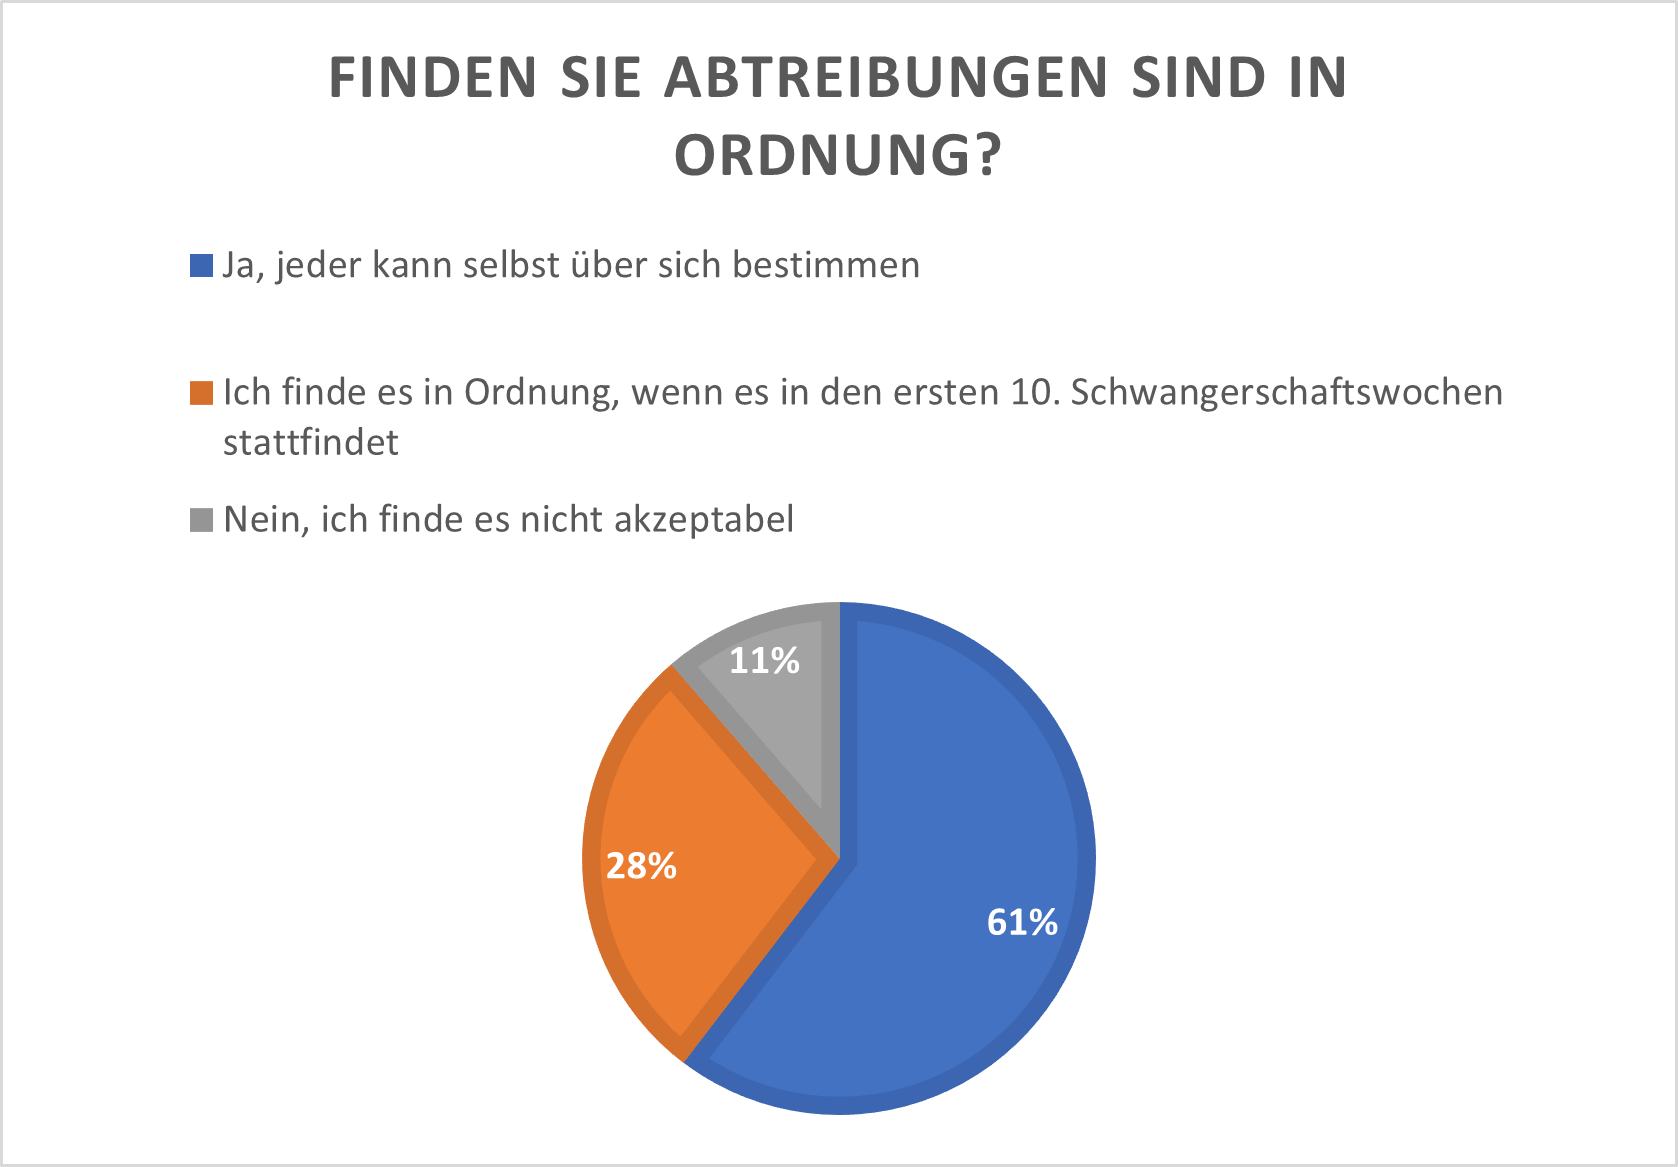 FINDEN SIE ABTREIBUNGEN SIND IN
ORDNUNG?
Ja, jeder kann selbst über sich bestimmen
Ich finde es in Ordnung, wenn es in den ersten 10. Schwangerschaftswochen
stattfindet
Nein, ich finde es nicht akzeptabel
11%
28%
61%